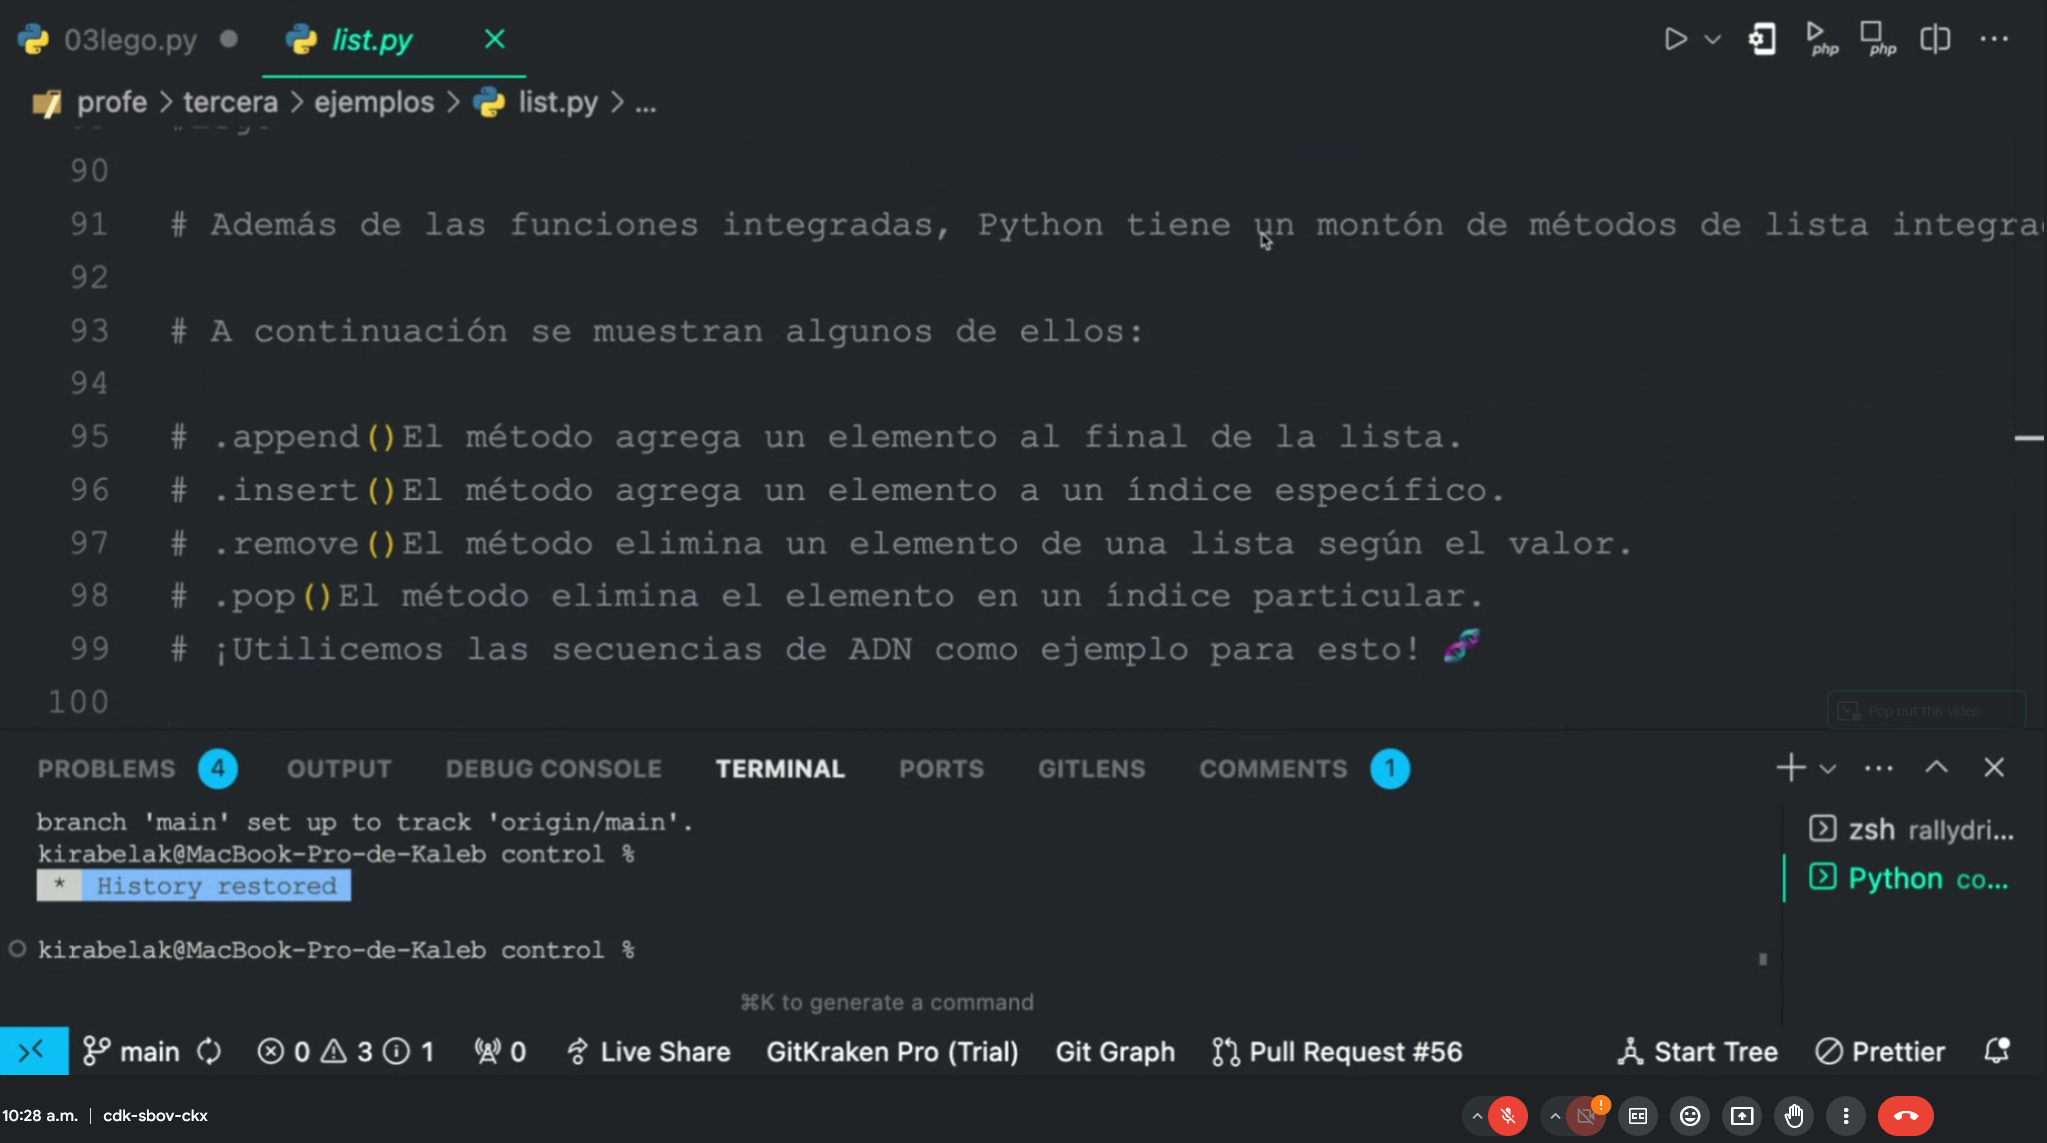 03lego.py
list.py
php
php
profe > tercera > ejemplos > list.py > ...
90
91 # Además de las funciones integradas, Python tiene un montón de métodos de lista integra
92
93 # A continuación se muestran algunos de ellos:
94
95 # .append()El método agrega un elemento al final de la lista.
96 # .insert()El método agrega un elemento a un índice específico.
97 # .remove()El método elimina un elemento de una lista según el valor.
98 # .pop()El método elimina el elemento en un índice particular.
99 # ¡Utilicemos las secuencias de ADN como ejemplo para esto! 🧬
100
Pop out this video
PROBLEMS 4 OUTPUT DEBUG CONSOLE TERMINAL PORTS GITLENS COMMENTS 1
branch 'main' set up to track 'origin/main'.
kirabelak@MacBook-Pro-de-Kaleb control %
* History restored
kirabelak@MacBook-Pro-de-Kaleb control %
zsh rallydri...
Python co...
⌘K to generate a command
main 0 3 1 0 Live Share GitKraken Pro (Trial) Git Graph Pull Request #56 Start Tree Prettier
10:28 a.m. | cdk-sbov-ckx